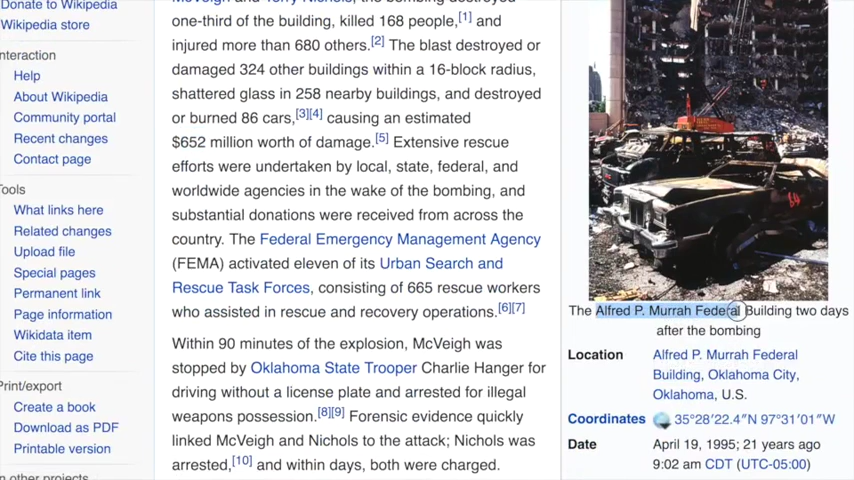 Donate to Wikipedia
Wikipedia store
Interaction
Help
About Wikipedia
Community portal
Recent changes
Contact page
Tools
What links here
Related changes
Upload file
Special pages
Permanent link
Page information
Wikidata item
Cite this page
Print/export
Create a book
Download as PDF
Printable version
In other projects
McVeigh and Terry Nichols, the bombing destroyed
one-third of the building, killed 168 people,[1] and
injured more than 680 others.[2] The blast destroyed or
damaged 324 other buildings within a 16-block radius,
shattered glass in 258 nearby buildings, and destroyed
or burned 86 cars,[3][4] causing an estimated
$652 million worth of damage.[5] Extensive rescue
efforts were undertaken by local, state, federal, and
worldwide agencies in the wake of the bombing, and
substantial donations were received from across the
country. The Federal Emergency Management Agency
(FEMA) activated eleven of its Urban Search and
Rescue Task Forces, consisting of 665 rescue workers
who assisted in rescue and recovery operations.[6][7]
Within 90 minutes of the explosion, McVeigh was
stopped by Oklahoma State Trooper Charlie Hanger for
driving without a license plate and arrested for illegal
weapons possession.[8][9] Forensic evidence quickly
linked McVeigh and Nichols to the attack; Nichols was
arrested,[10] and within days, both were charged.
The Alfred P. Murrah Federal Building two days
after the bombing
Location Alfred P. Murrah Federal
Building, Oklahoma City,
Oklahoma, U.S.
Coordinates 35°28′22.4″N 97°31′01″W
Date April 19, 1995; 21 years ago
9:02 am CDT (UTC-05:00)